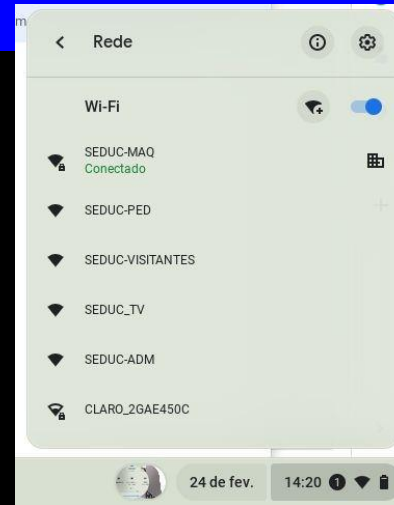 m
Rede
Wi-Fi
SEDUC-MAQ
Conectado
SEDUC-PED
SEDUC-VISITANTES
SEDUC_TV
SEDUC-ADM
CLARO_2GAE450C
24 de fev.
14:20 1